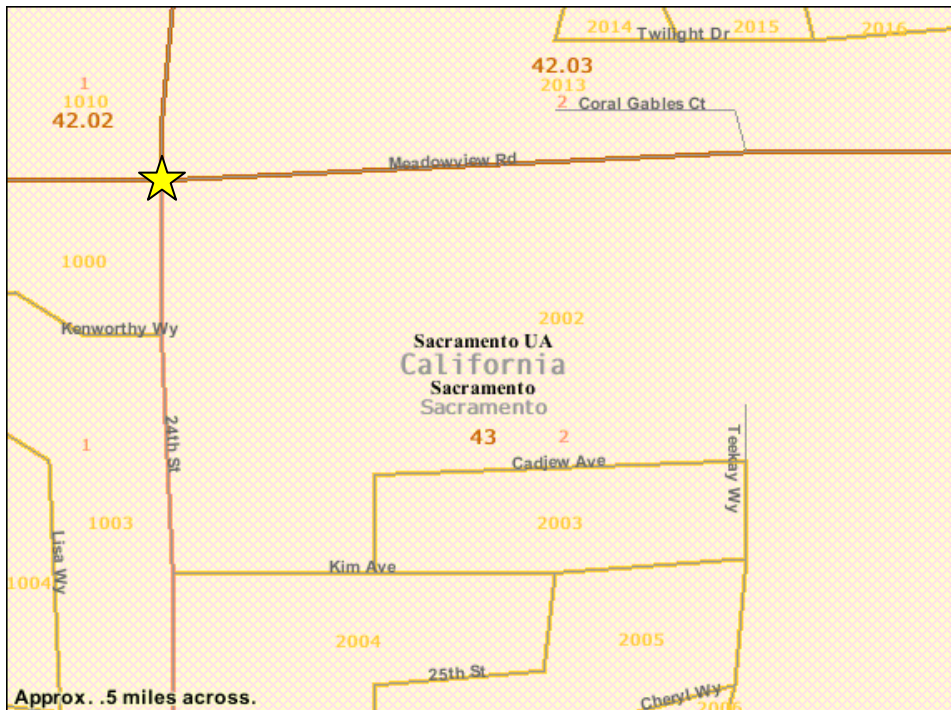 2014
2015
2016
Twilight Dr
42.03
2013
1
1010
42.02
2
Coral Gables Ct
Meadowview Rd
1000
Kenworthy Wy
2002
Sacramento UA
California
Sacramento
Sacramento
43
2
24th St
1
Teekay Wy
Cadjew Ave
1003
2003
Lisa Wy
1004
Kim Ave
2004
2005
25th St
Cheryl Wy
2006
Approx. .5 miles across.